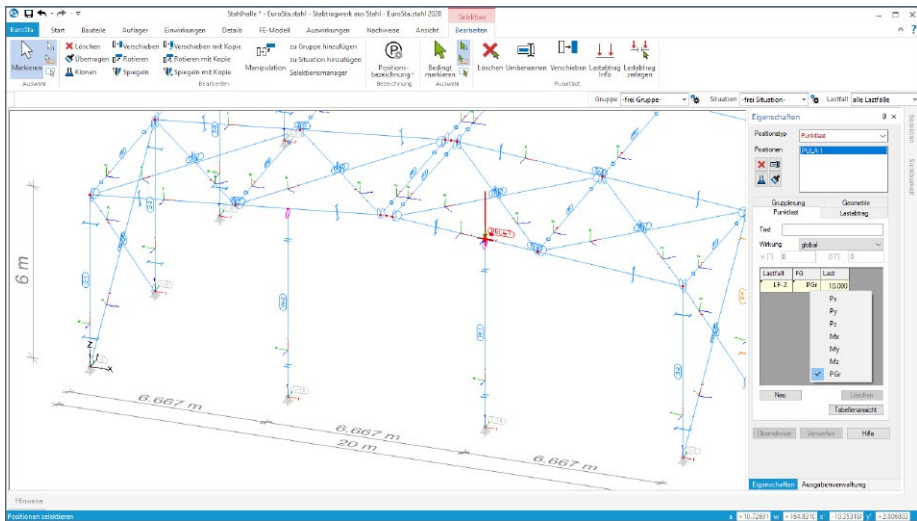 Stahlhalle * - EuroSta.stahl - Stabtragwerk aus Stahl - EuroSta.stahl 2020
Selektion
EuroSta Start Bauteile Auflager Einwirkungen Details FE-Modell Auswirkungen Nachweise Ansicht Bearbeiten
Markieren
Auswahl
Löschen Verschieben Verschieben mit Kopie
Übertragen Rotieren Rotieren mit Kopie
Klonen Spiegeln Spiegeln mit Kopie
Bearbeiten
Manipulation
zu Gruppe hinzufügen
zu Situation hinzufügen
Selektionsmanager
Positions-
bezeichnung
Bezeichnung
Bedingt
markieren
Auswahl
Löschen Umbenennen Verschieben Lastabtrag
Info
Lastabtrag
zerlegen
Punktlast
Gruppe -frei Gruppe- Situation -frei Situation- Lastfall alle Lastfälle
6 m
Z
X
6.667 m
6.667 m
6.667 m
20 m
Eigenschaften
Positionstyp Punktlast
Positionen PULA-1
Gruppierung Geometrie
Punktlast Lastabtrag
Text
Wirkung global
0 0
Lastfall FG Last
LF-2 PGr 10.000
Px
Py
Pz
Mx
My
Mz
PGr
Neu Löschen
Tabellenansicht
Übernehmen Verwerfen Hilfe
Eigenschaften Ausgabenverwaltung
Selektion
Sichtbarkeit
Hinweise
Positionen selektieren